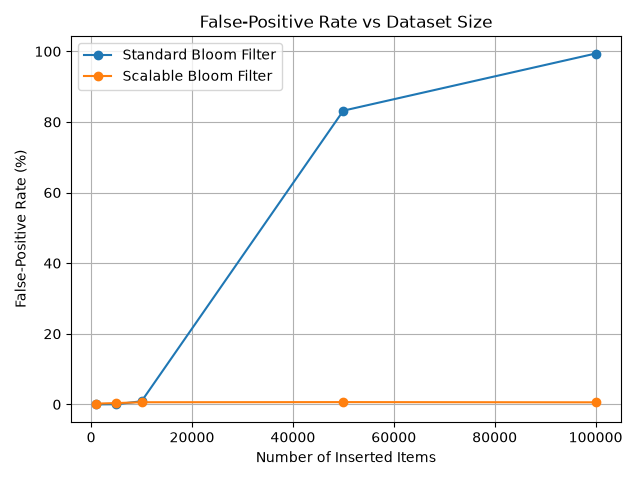 False-Positive Rate vs Dataset Size
Standard Bloom Filter
Scalable Bloom Filter
False-Positive Rate (%)
100
80
60
40
20
0
0 20000 40000 60000 80000 100000
Number of Inserted Items